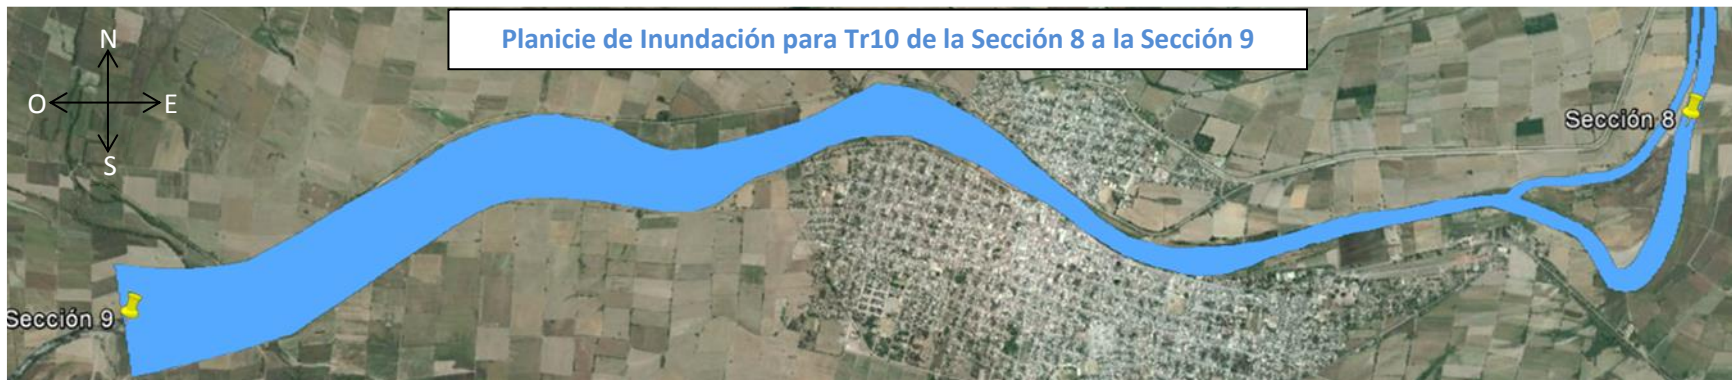 Planicie de Inundación para Tr10 de la Sección 8 a la Sección 9
N
O E
S
Sección 8
Sección 9